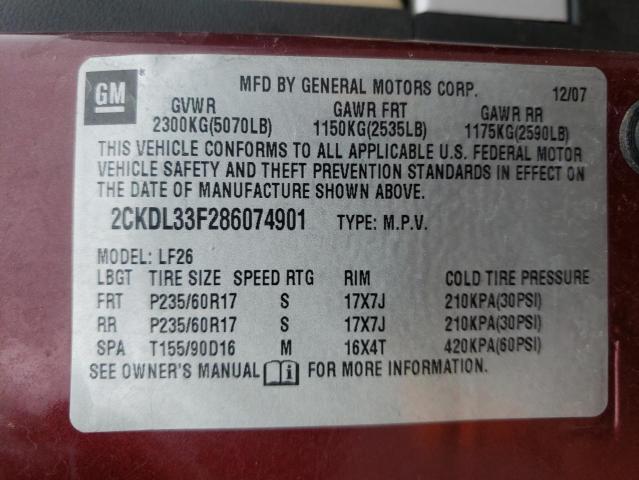 GM ®
MFD BY GENERAL MOTORS CORP. 12/07
GVWR GAWR FRT GAWR RR
2300KG(5070LB) 1150KG(2535LB) 1175KG(2590LB)
THIS VEHICLE CONFORMS TO ALL APPLICABLE U.S. FEDERAL MOTOR
VEHICLE SAFETY AND THEFT PREVENTION STANDARDS IN EFFECT ON
THE DATE OF MANUFACTURE SHOWN ABOVE.
2CKDL33F286074901 TYPE: M.P.V.
MODEL: LF26
LBGT TIRE SIZE SPEED RTG RIM COLD TIRE PRESSURE
FRT P235/60R17 S 17X7J 210KPA(30PSI)
RR P235/60R17 S 17X7J 210KPA(30PSI)
SPA T155/90D16 M 16X4T 420KPA(60PSI)
SEE OWNER'S MANUAL i FOR MORE INFORMATION.